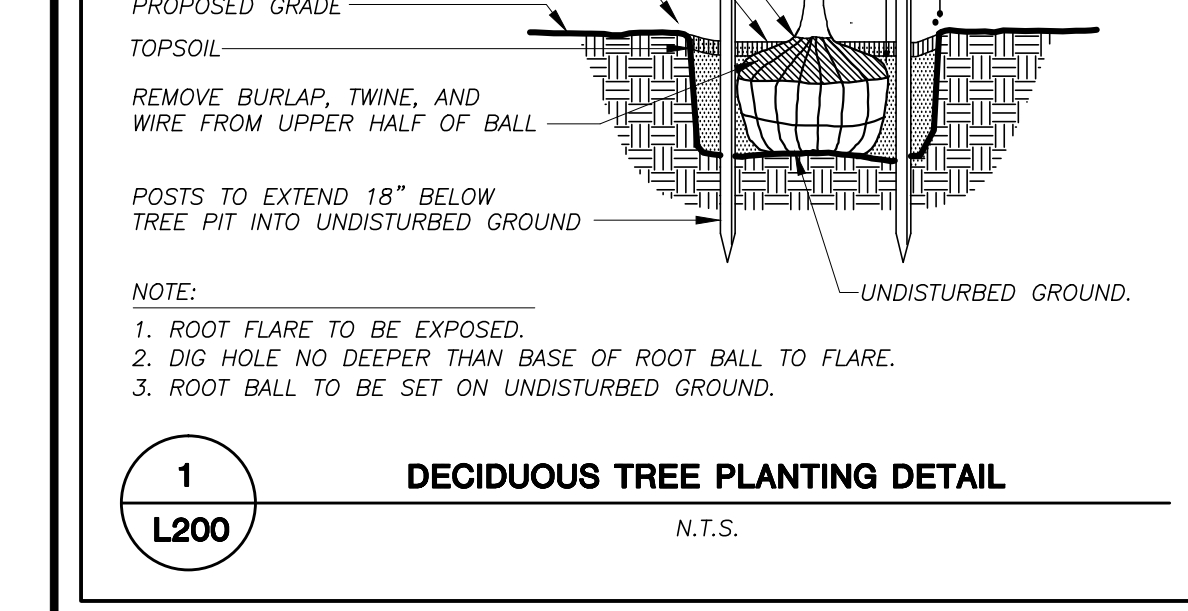 PROPOSED GRADE
TOPSOIL
REMOVE BURLAP, TWINE, AND
WIRE FROM UPPER HALF OF BALL
POSTS TO EXTEND 18" BELOW
TREE PIT INTO UNDISTURBED GROUND
UNDISTURBED GROUND.
NOTE:
1. ROOT FLARE TO BE EXPOSED.
2. DIG HOLE NO DEEPER THAN BASE OF ROOT BALL TO FLARE.
3. ROOT BALL TO BE SET ON UNDISTURBED GROUND.
1
L200
DECIDUOUS TREE PLANTING DETAIL
N.T.S.